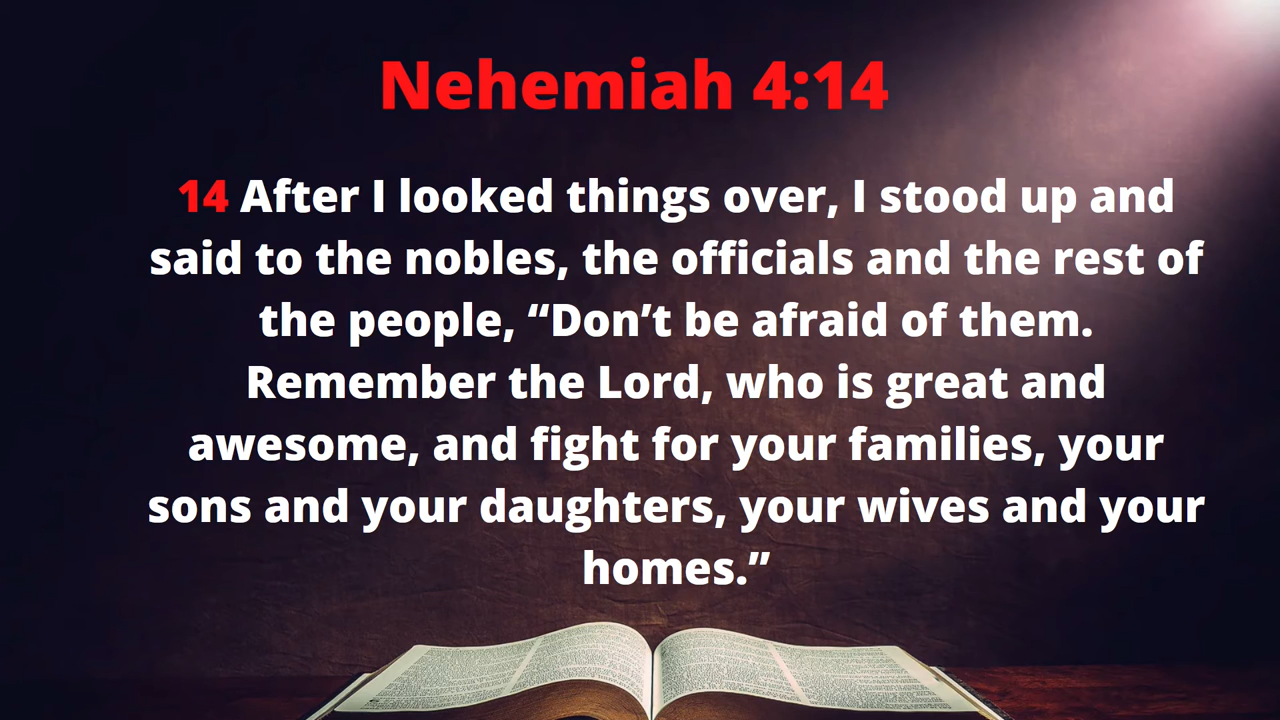 Nehemiah 4:14
14 After I looked things over, I stood up and
said to the nobles, the officials and the rest of
the people, “Don’t be afraid of them.
Remember the Lord, who is great and
awesome, and fight for your families, your
sons and your daughters, your wives and your
homes.”